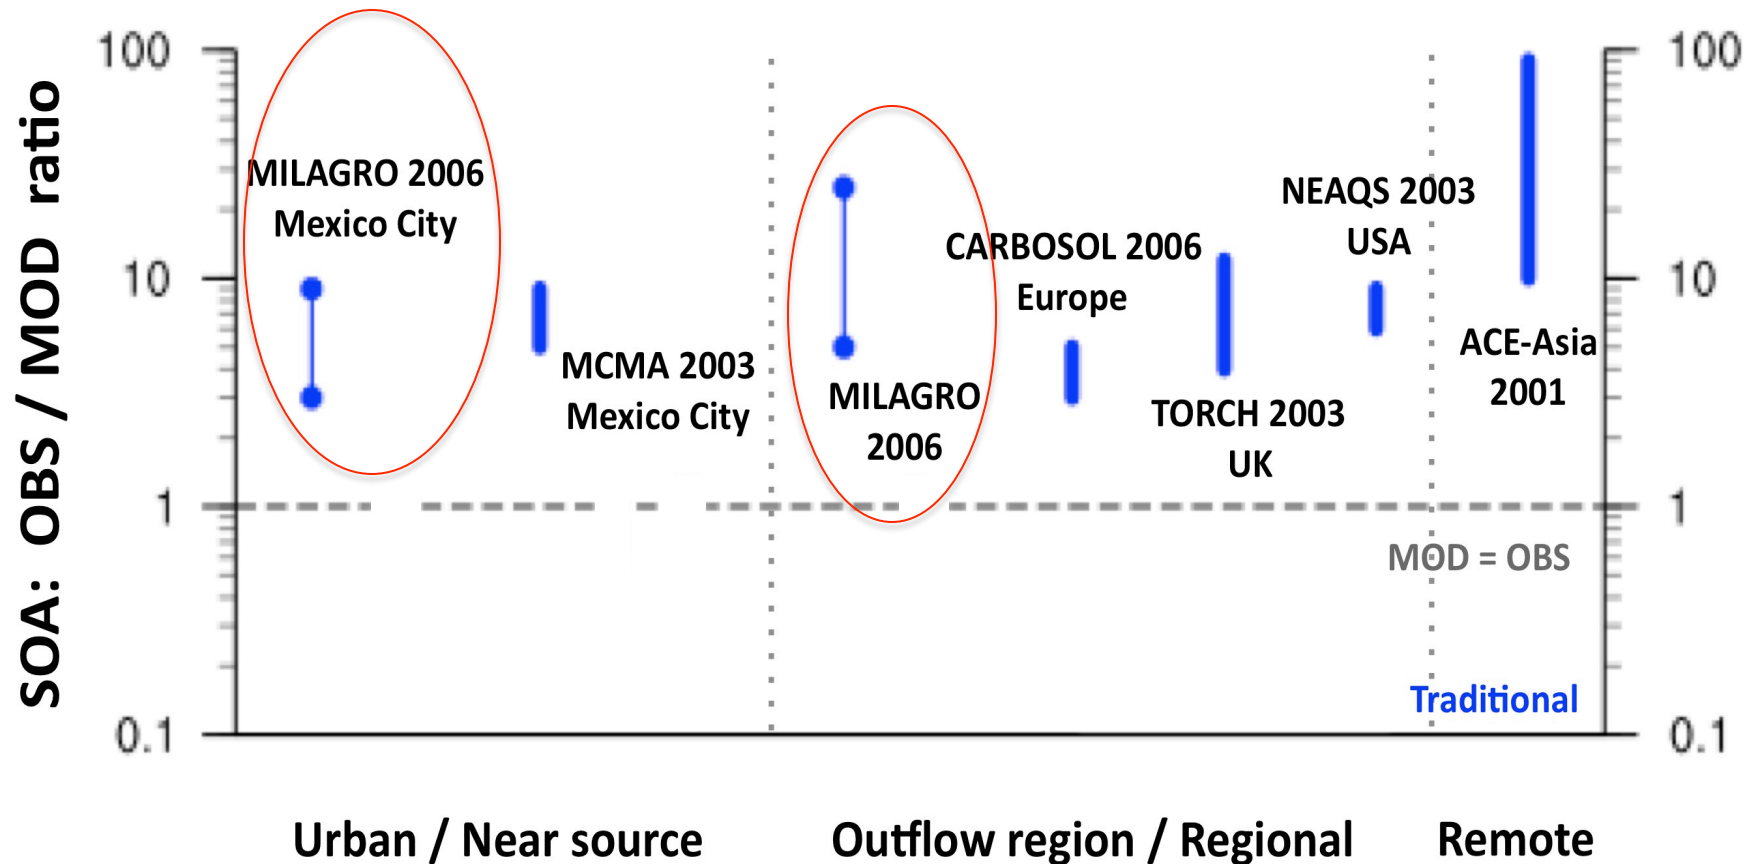 SOA: OBS / MOD ratio
100
10
1
0.1
MILAGRO 2006
Mexico City
MCMA 2003
Mexico City
MILAGRO
2006
CARBOSOL 2006
Europe
TORCH 2003
UK
NEAQS 2003
USA
ACE-Asia
2001
MOD = OBS
Traditional
100
10
1
0.1
Urban / Near source
Outflow region / Regional
Remote